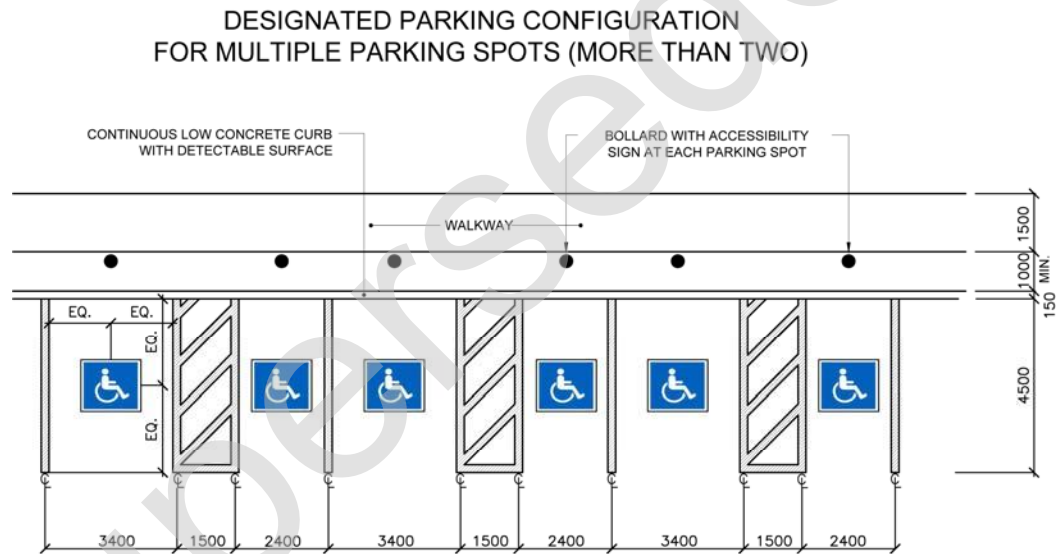 DESIGNATED PARKING CONFIGURATION
FOR MULTIPLE PARKING SPOTS (MORE THAN TWO)
CONTINUOUS LOW CONCRETE CURB
WITH DETECTABLE SURFACE
BOLLARD WITH ACCESSIBILITY
SIGN AT EACH PARKING SPOT
WALKWAY
1500
1000
MIN.
150
EQ.
EQ.
EQ.
EQ.
4500
℄ ℄ ℄ ℄ ℄ ℄ ℄ ℄ ℄ ℄
3400 1500 2400 3400 1500 2400 3400 1500 2400